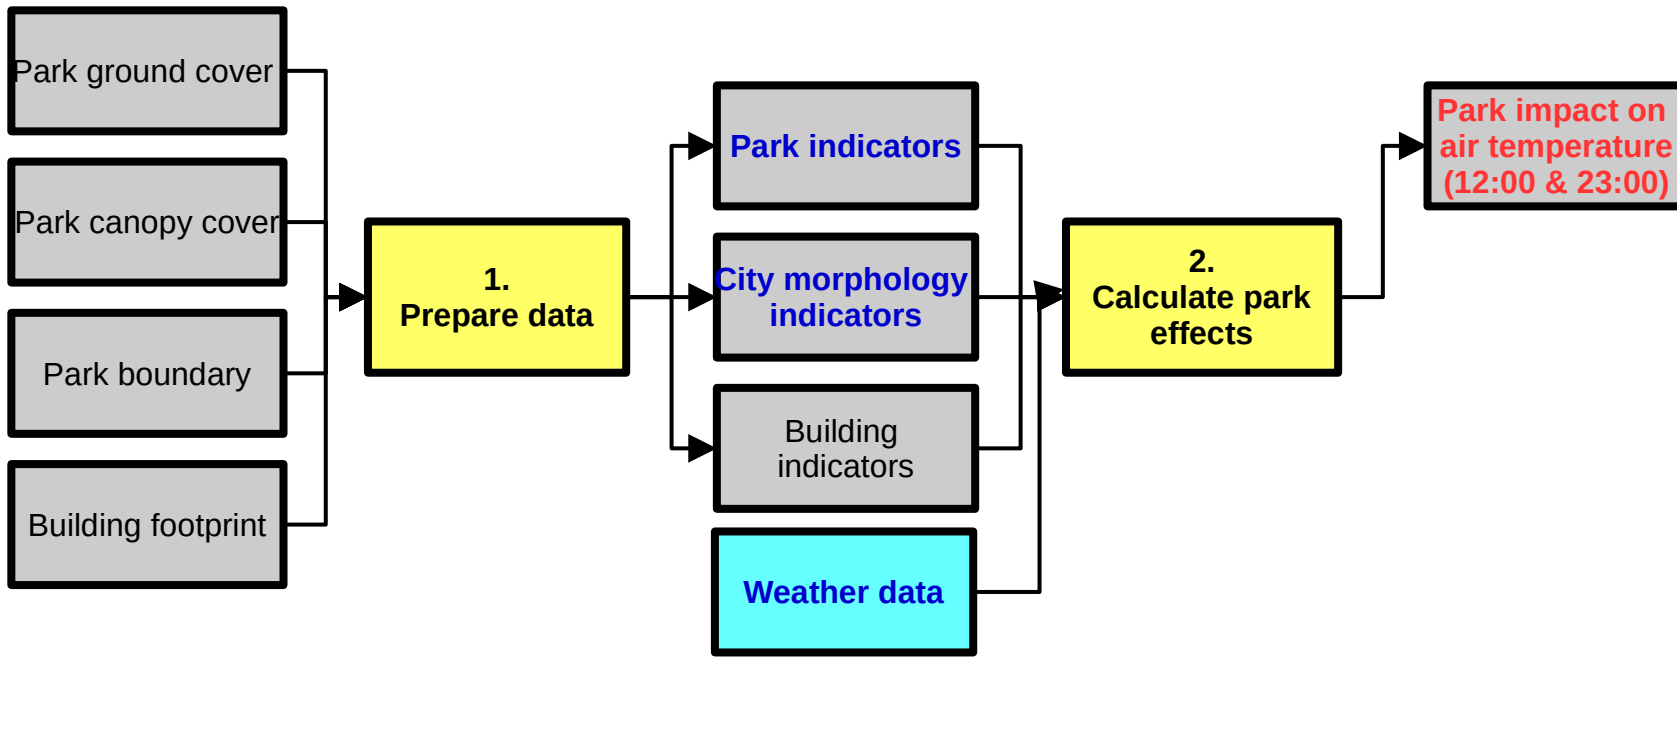 Park ground cover
Park canopy cover
Park boundary
Building footprint
1.
Prepare data
Park indicators
City morphology
indicators
Building
indicators
Weather data
2.
Calculate park
effects
Park impact on
air temperature
(12:00 & 23:00)